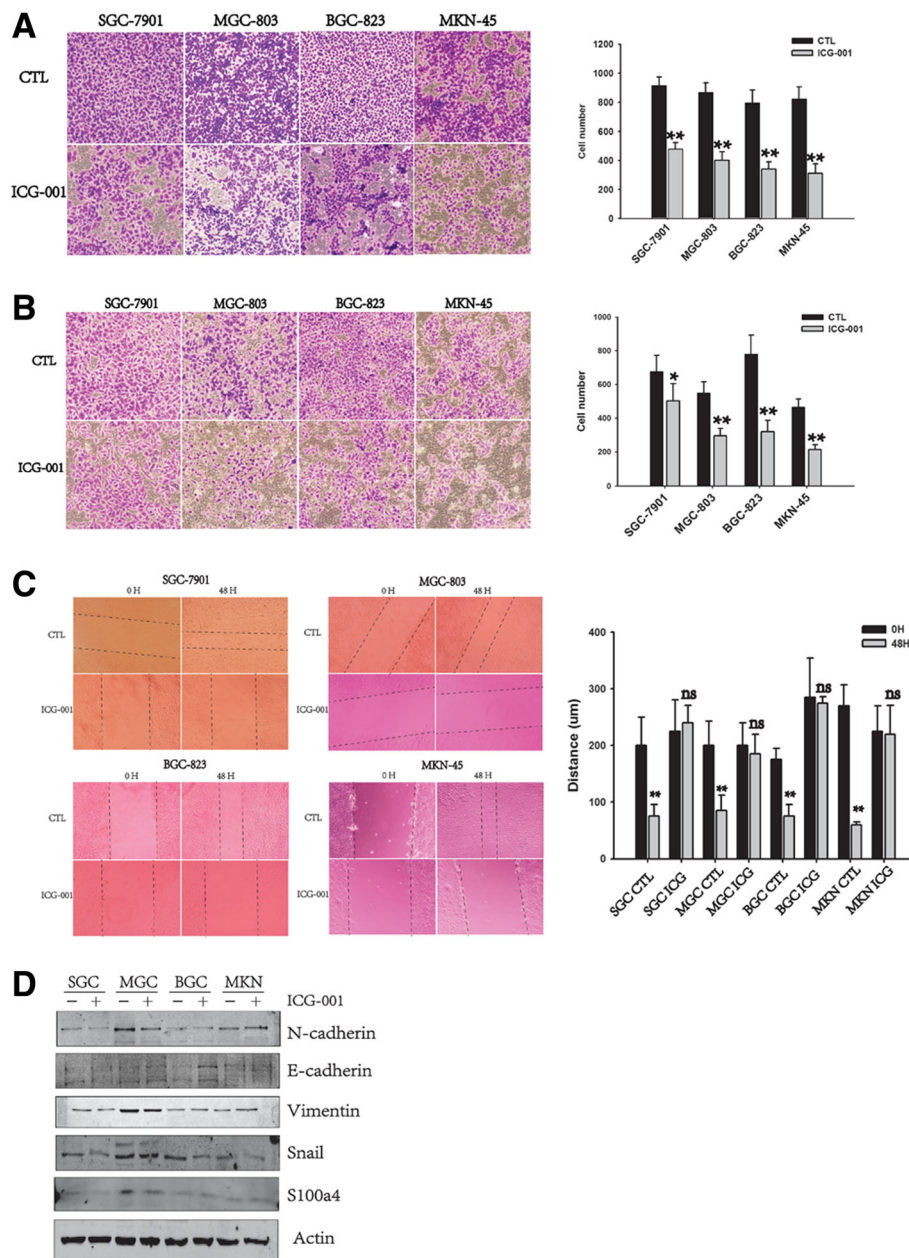 A
SGC-7901 MGC-803 BGC-823 MKN-45
CTL
ICG-001
1200
1000
800
600
400
200
0
Cell number
CTL
ICG-001
** ** ** **
SGC-7901 MGC-803 BGC-823 MKN-45
B
SGC-7901 MGC-803 BGC-823 MKN-45
CTL
ICG-001
1000
800
600
400
200
0
Cell number
CTL
ICG-001
* ** ** **
SGC-7901 MGC-803 BGC-823 MKN-45
C
SGC-7901
0 H 48 H
CTL
ICG-001
MGC-803
0 H 48 H
CTL
ICG-001
BGC-823
0 H 48 H
CTL
ICG-001
MKN-45
0 H 48 H
CTL
ICG-001
400
300
200
100
0
Distance (um)
0H
48H
** ns ** ns ** ns ** ns
SGC CTL SGC ICG MGC CTL MGC ICG BGC CTL BGC ICG MKN CTL MKN ICG
D
SGC MGC BGC MKN
− + − + − + − + ICG-001
N-cadherin
E-cadherin
Vimentin
Snail
S100a4
Actin